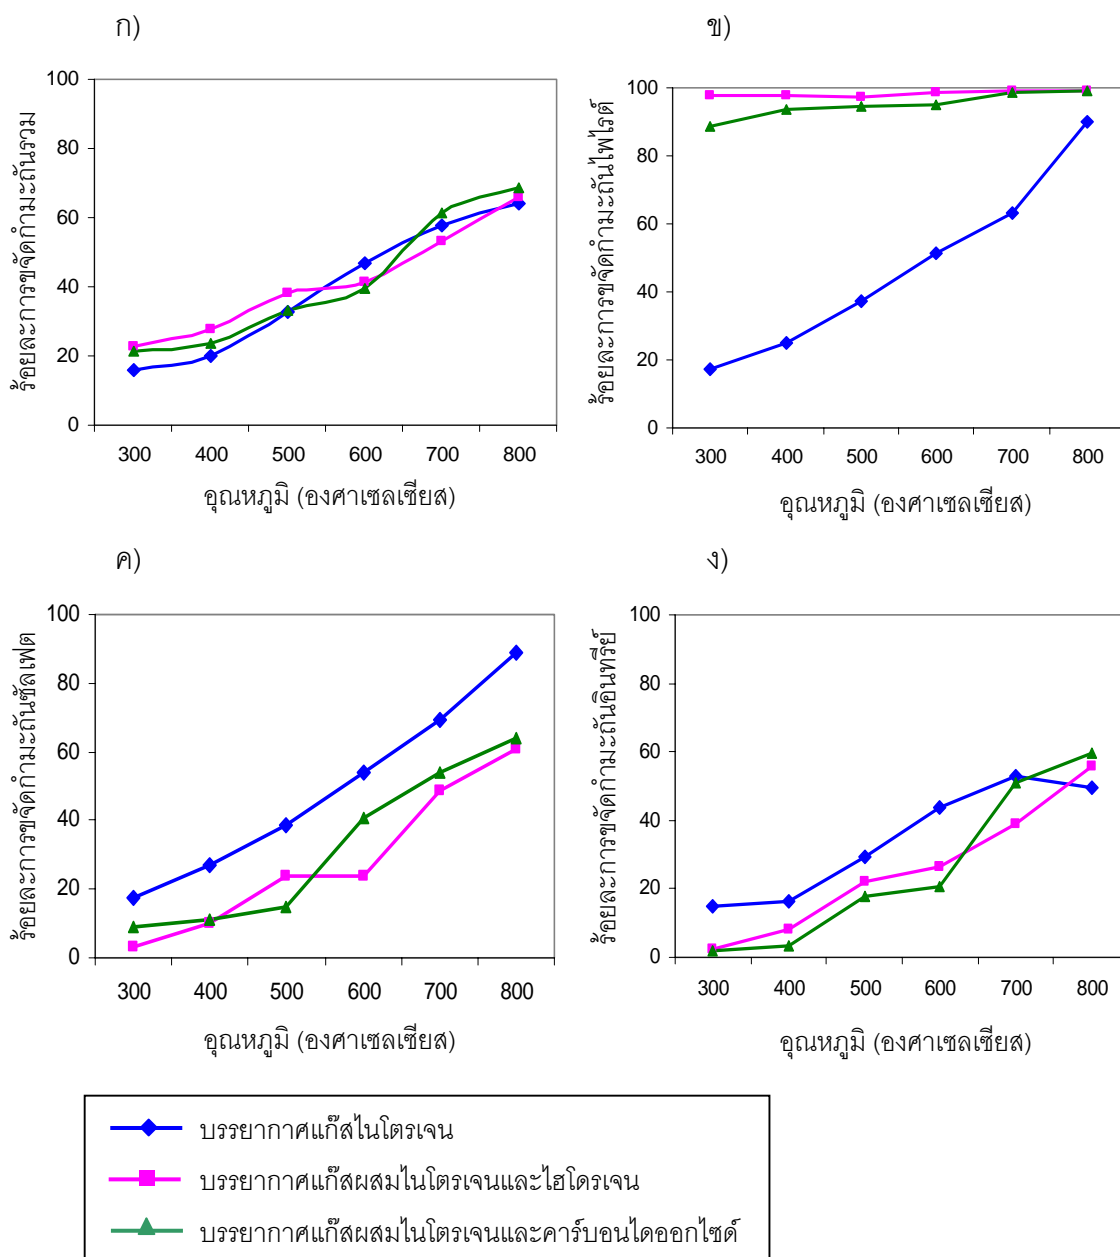 ก)
ร้อยละการขจัดกำมะถันรวม
100
80
60
40
20
0
300 400 500 600 700 800
อุณหภูมิ (องศาเซลเซียส)
ข)
ร้อยละการขจัดกำมะถันไพไรต์
100
80
60
40
20
0
300 400 500 600 700 800
อุณหภูมิ (องศาเซลเซียส)
ค)
ร้อยละการขจัดกำมะถันซัลเฟต
100
80
60
40
20
0
300 400 500 600 700 800
อุณหภูมิ (องศาเซลเซียส)
ง)
ร้อยละการขจัดกำมะถันอินทรีย์
100
80
60
40
20
0
300 400 500 600 700 800
อุณหภูมิ (องศาเซลเซียส)
บรรยากาศแก๊สไนโตรเจน
บรรยากาศแก๊สผสมไนโตรเจนและไฮโดรเจน
บรรยากาศแก๊สผสมไนโตรเจนและคาร์บอนไดออกไซด์